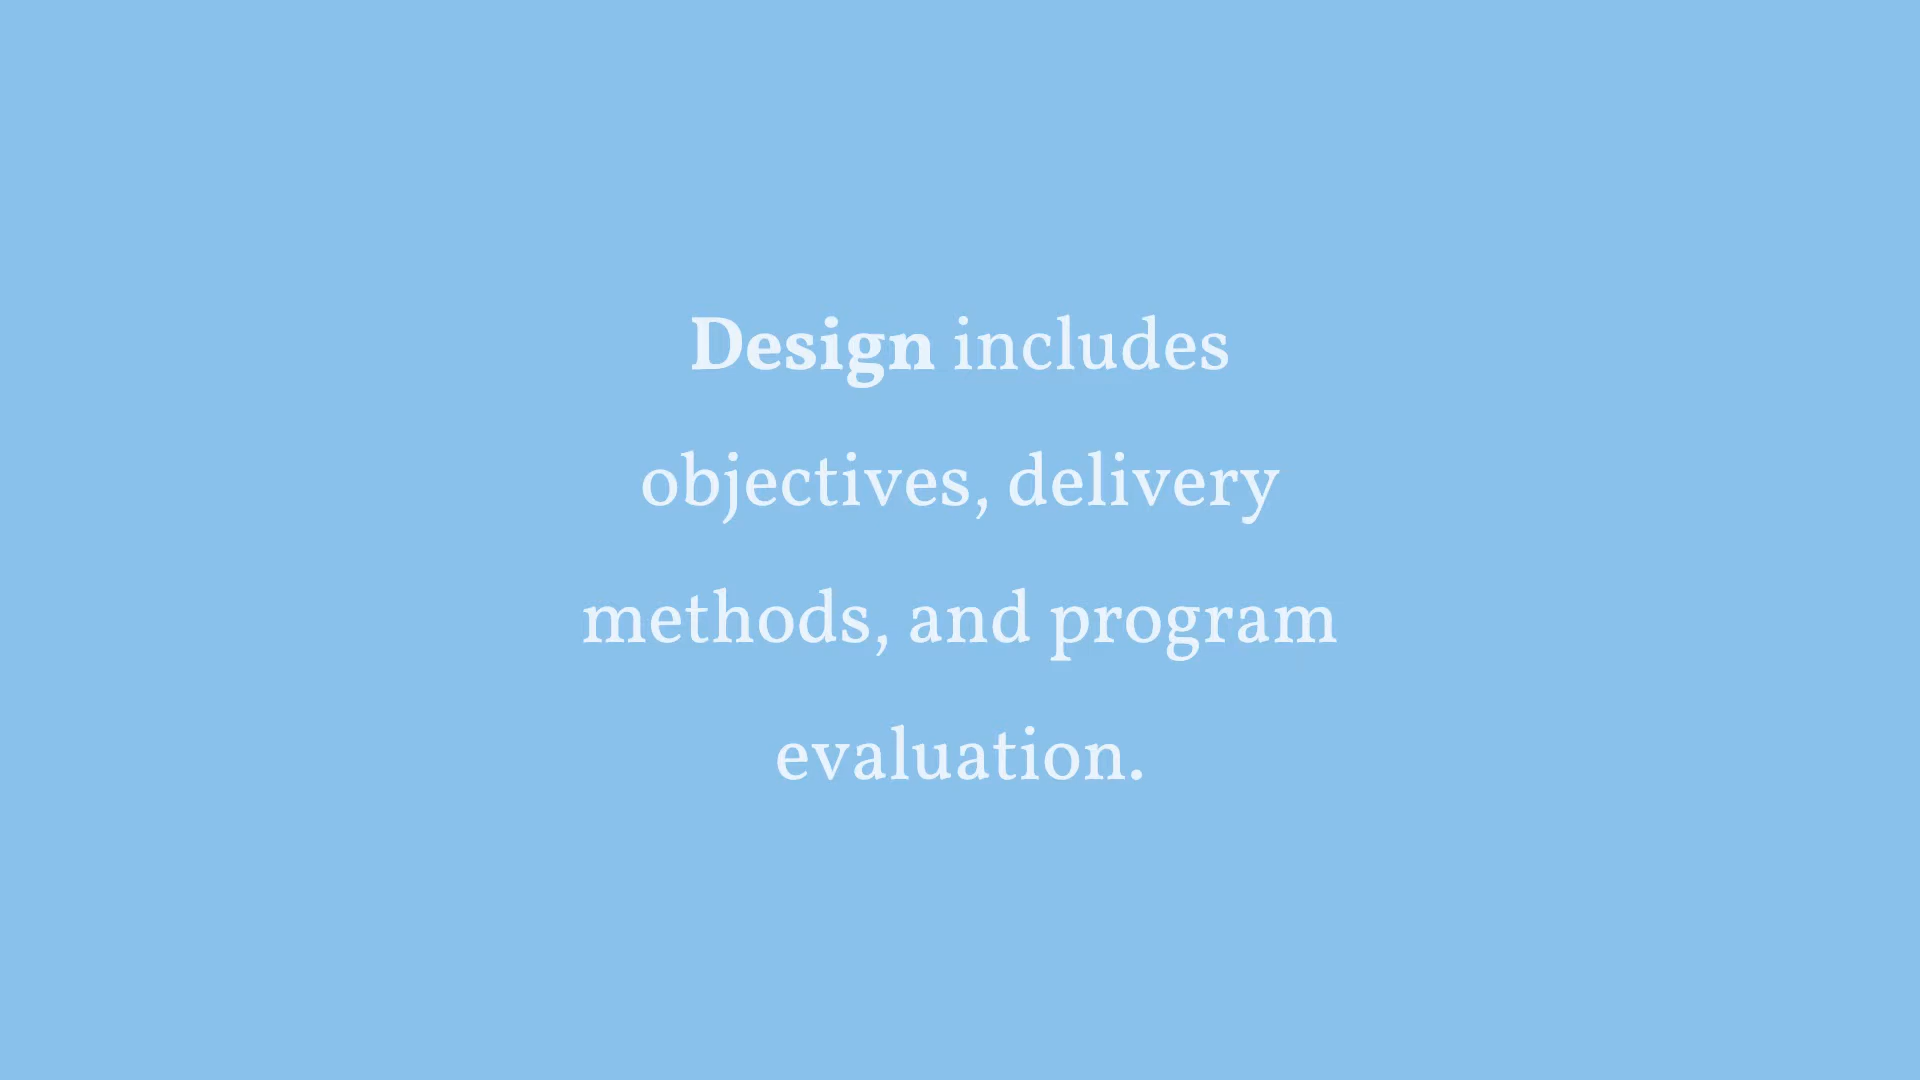 Design includes
objectives, delivery
methods, and program
evaluation.